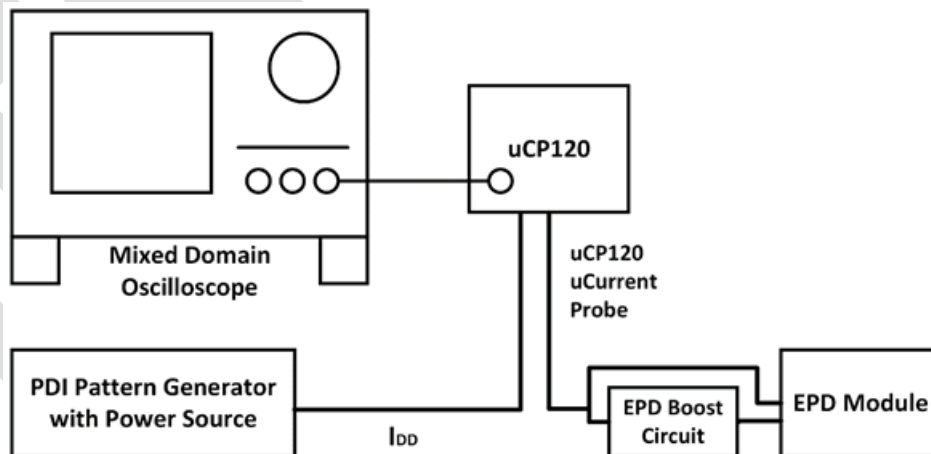 uCP120
Mixed Domain
Oscilloscope
uCP120
uCurrent
Probe
PDI Pattern Generator
with Power Source
IDD
EPD Boost
Circuit
EPD Module